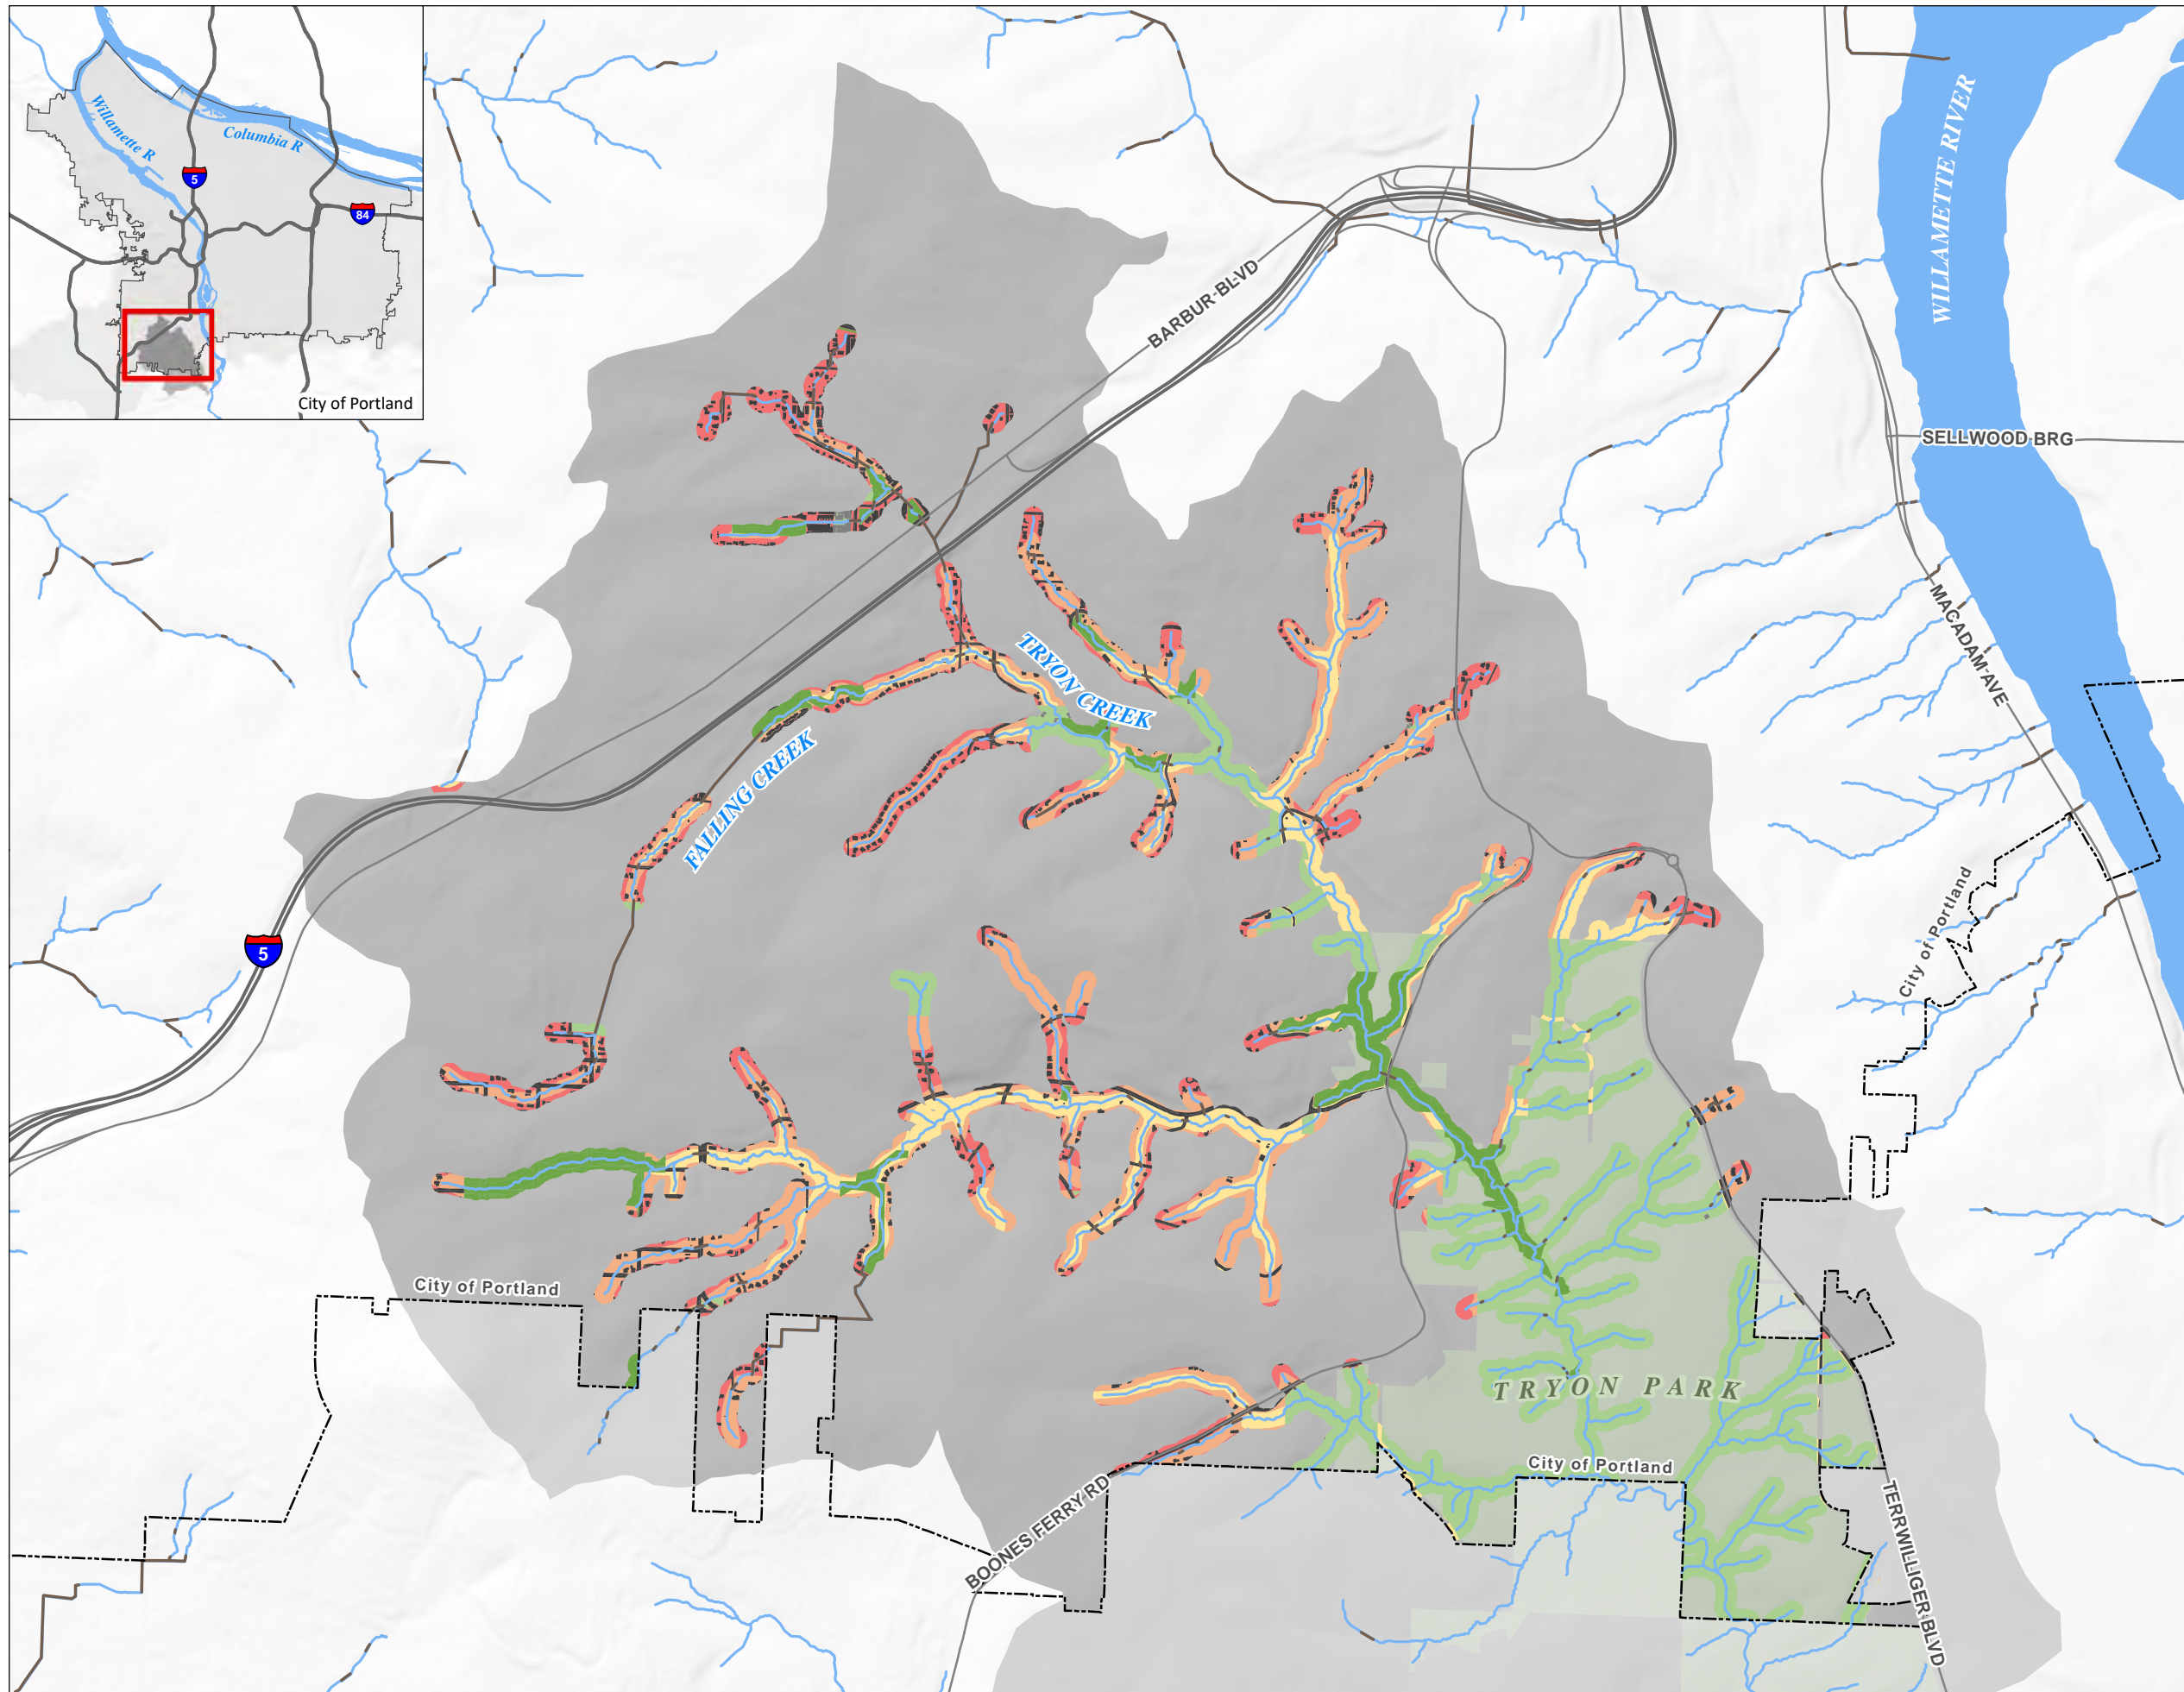 Willamette R
Columbia R
5
84
City of Portland
WILLAMETTE RIVER
BARBUR BLVD
SELLWOOD BRG
MACADAM AVE
TRYON CREEK
FALLING CREEK
City of Portland
5
City of Portland
TRYON PARK
City of Portland
BOONES FERRY RD
TERRWILLIGER BLVD